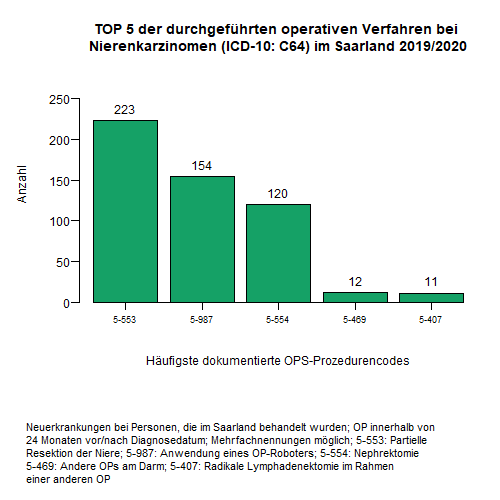 TOP 5 der durchgeführten operativen Verfahren bei
Nierenkarzinomen (ICD-10: C64) im Saarland 2019/2020
250
200
150
100
50
0
Anzahl
223
154
120
12
11
5-553
5-987
5-554
5-469
5-407
Häufigste dokumentierte OPS-Prozedurencodes
Neuerkrankungen bei Personen, die im Saarland behandelt wurden; OP innerhalb von
24 Monaten vor/nach Diagnosedatum; Mehrfachnennungen möglich; 5-553: Partielle
Resektion der Niere; 5-987: Anwendung eines OP-Roboters; 5-554: Nephrektomie
5-469: Andere OPs am Darm; 5-407: Radikale Lymphadenektomie im Rahmen
einer anderen OP